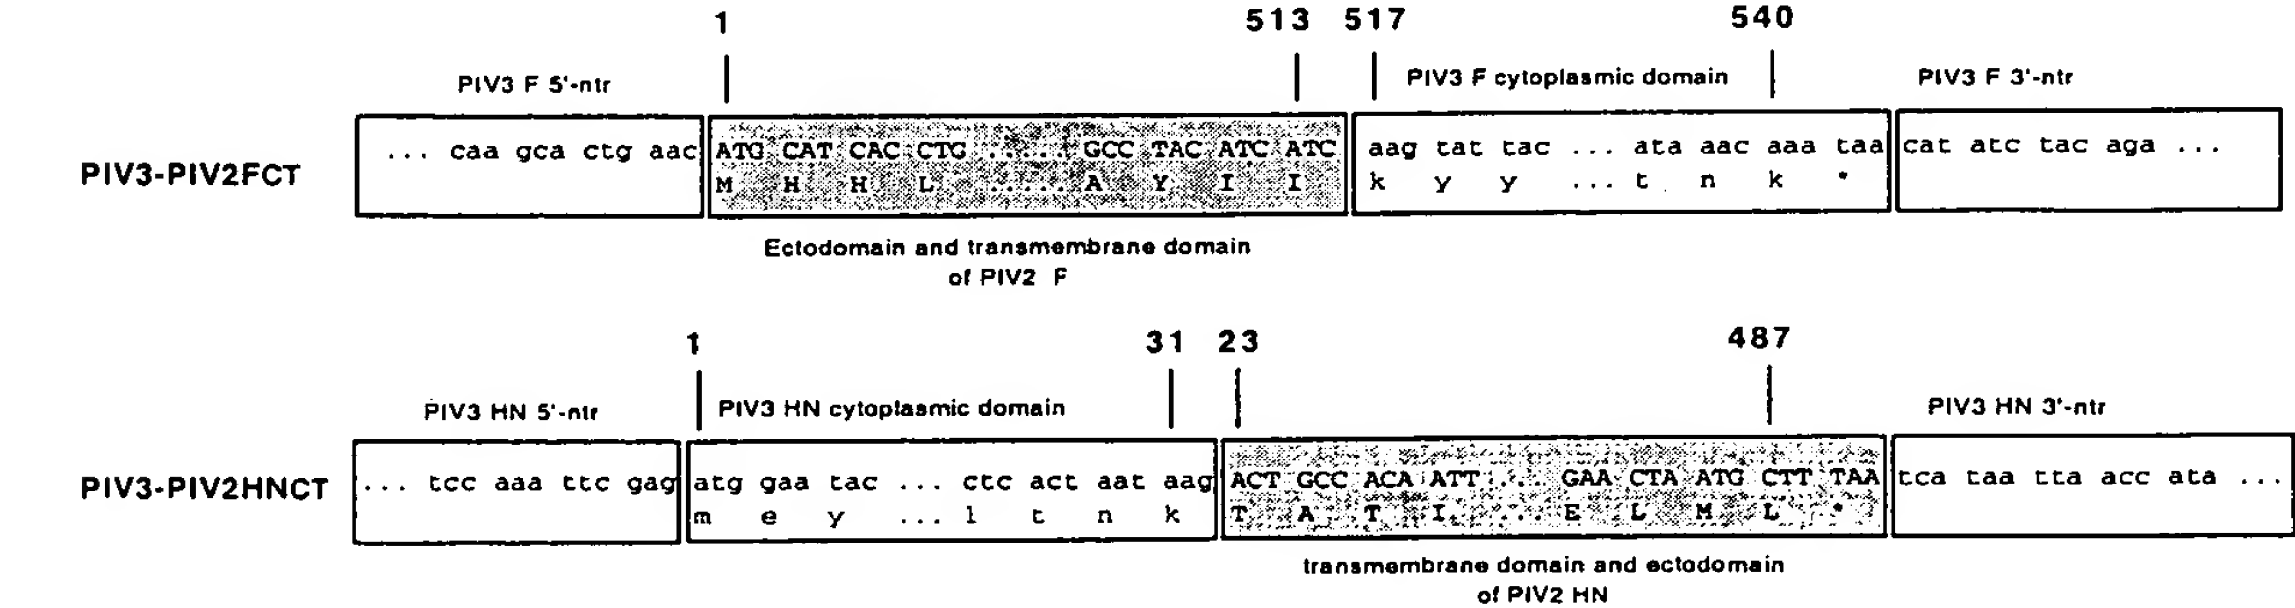 1 513 517 540
PIV3 F 5'-ntr PIV3 F cytoplasmic domain PIV3 F 3'-ntr
PIV3-PIV2FCT ... caa gca ctg aac ATG CAT CAC CTG ...... GCC TAC ATC ATC aag tat tac ... ata aac aaa taa cat atc tac aga ...
M H H L ...... A Y I I k y y ... t n k *
Ectodomain and transmembrane domain
of PIV2 F
1 31 23 487
PIV3 HN 5'-ntr PIV3 HN cytoplasmic domain PIV3 HN 3'-ntr
PIV3-PIV2HNCT ... tcc aaa ttc gag atg gaa tac ... ctc act aat aag ACT GCC ACA ATT ..... GAA CTA ATG CTT TAA tca taa tta acc ata ...
m e y ... l t n k T A T I ..... E L M L *
transmembrane domain and ectodomain
of PIV2 HN